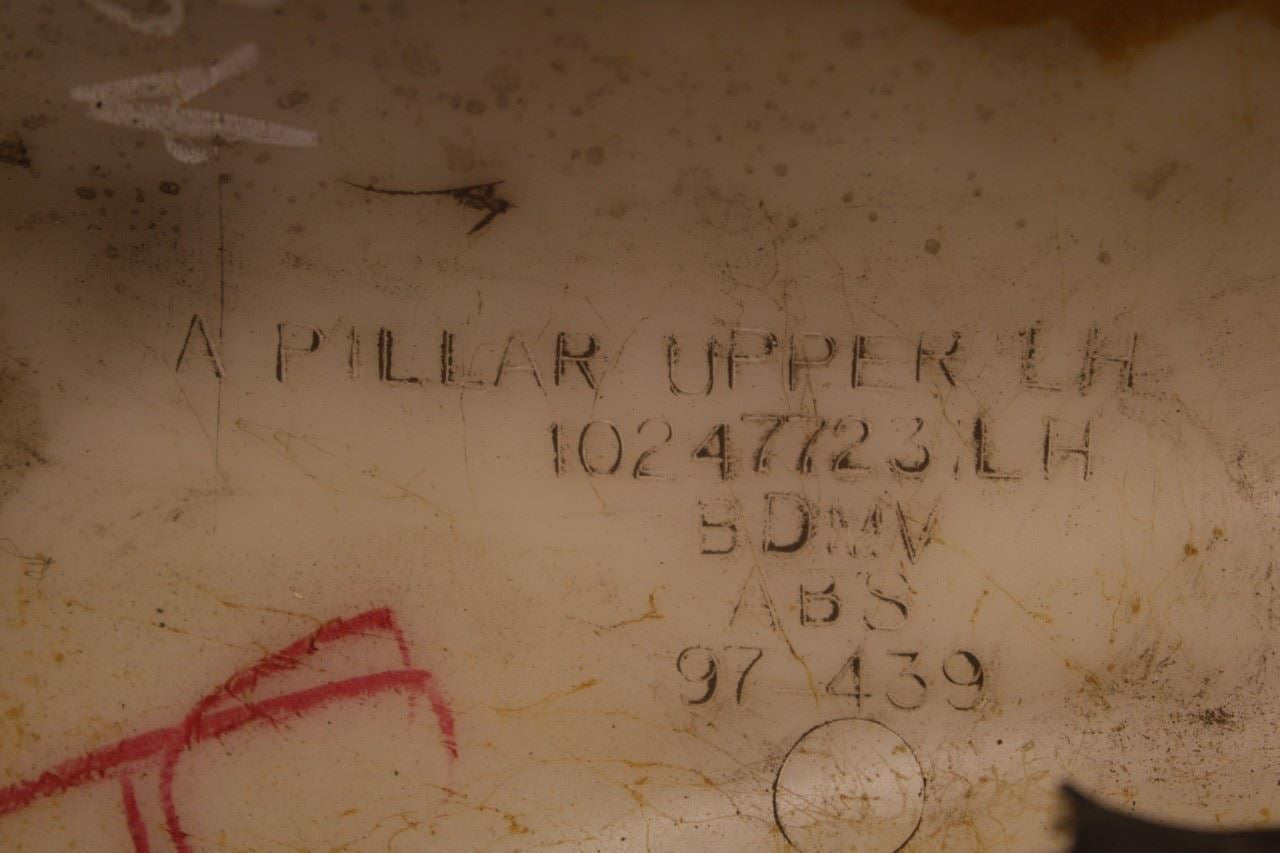 A PILLAR UPPER LH
10247723 LH
BDMV
ABS
97-439